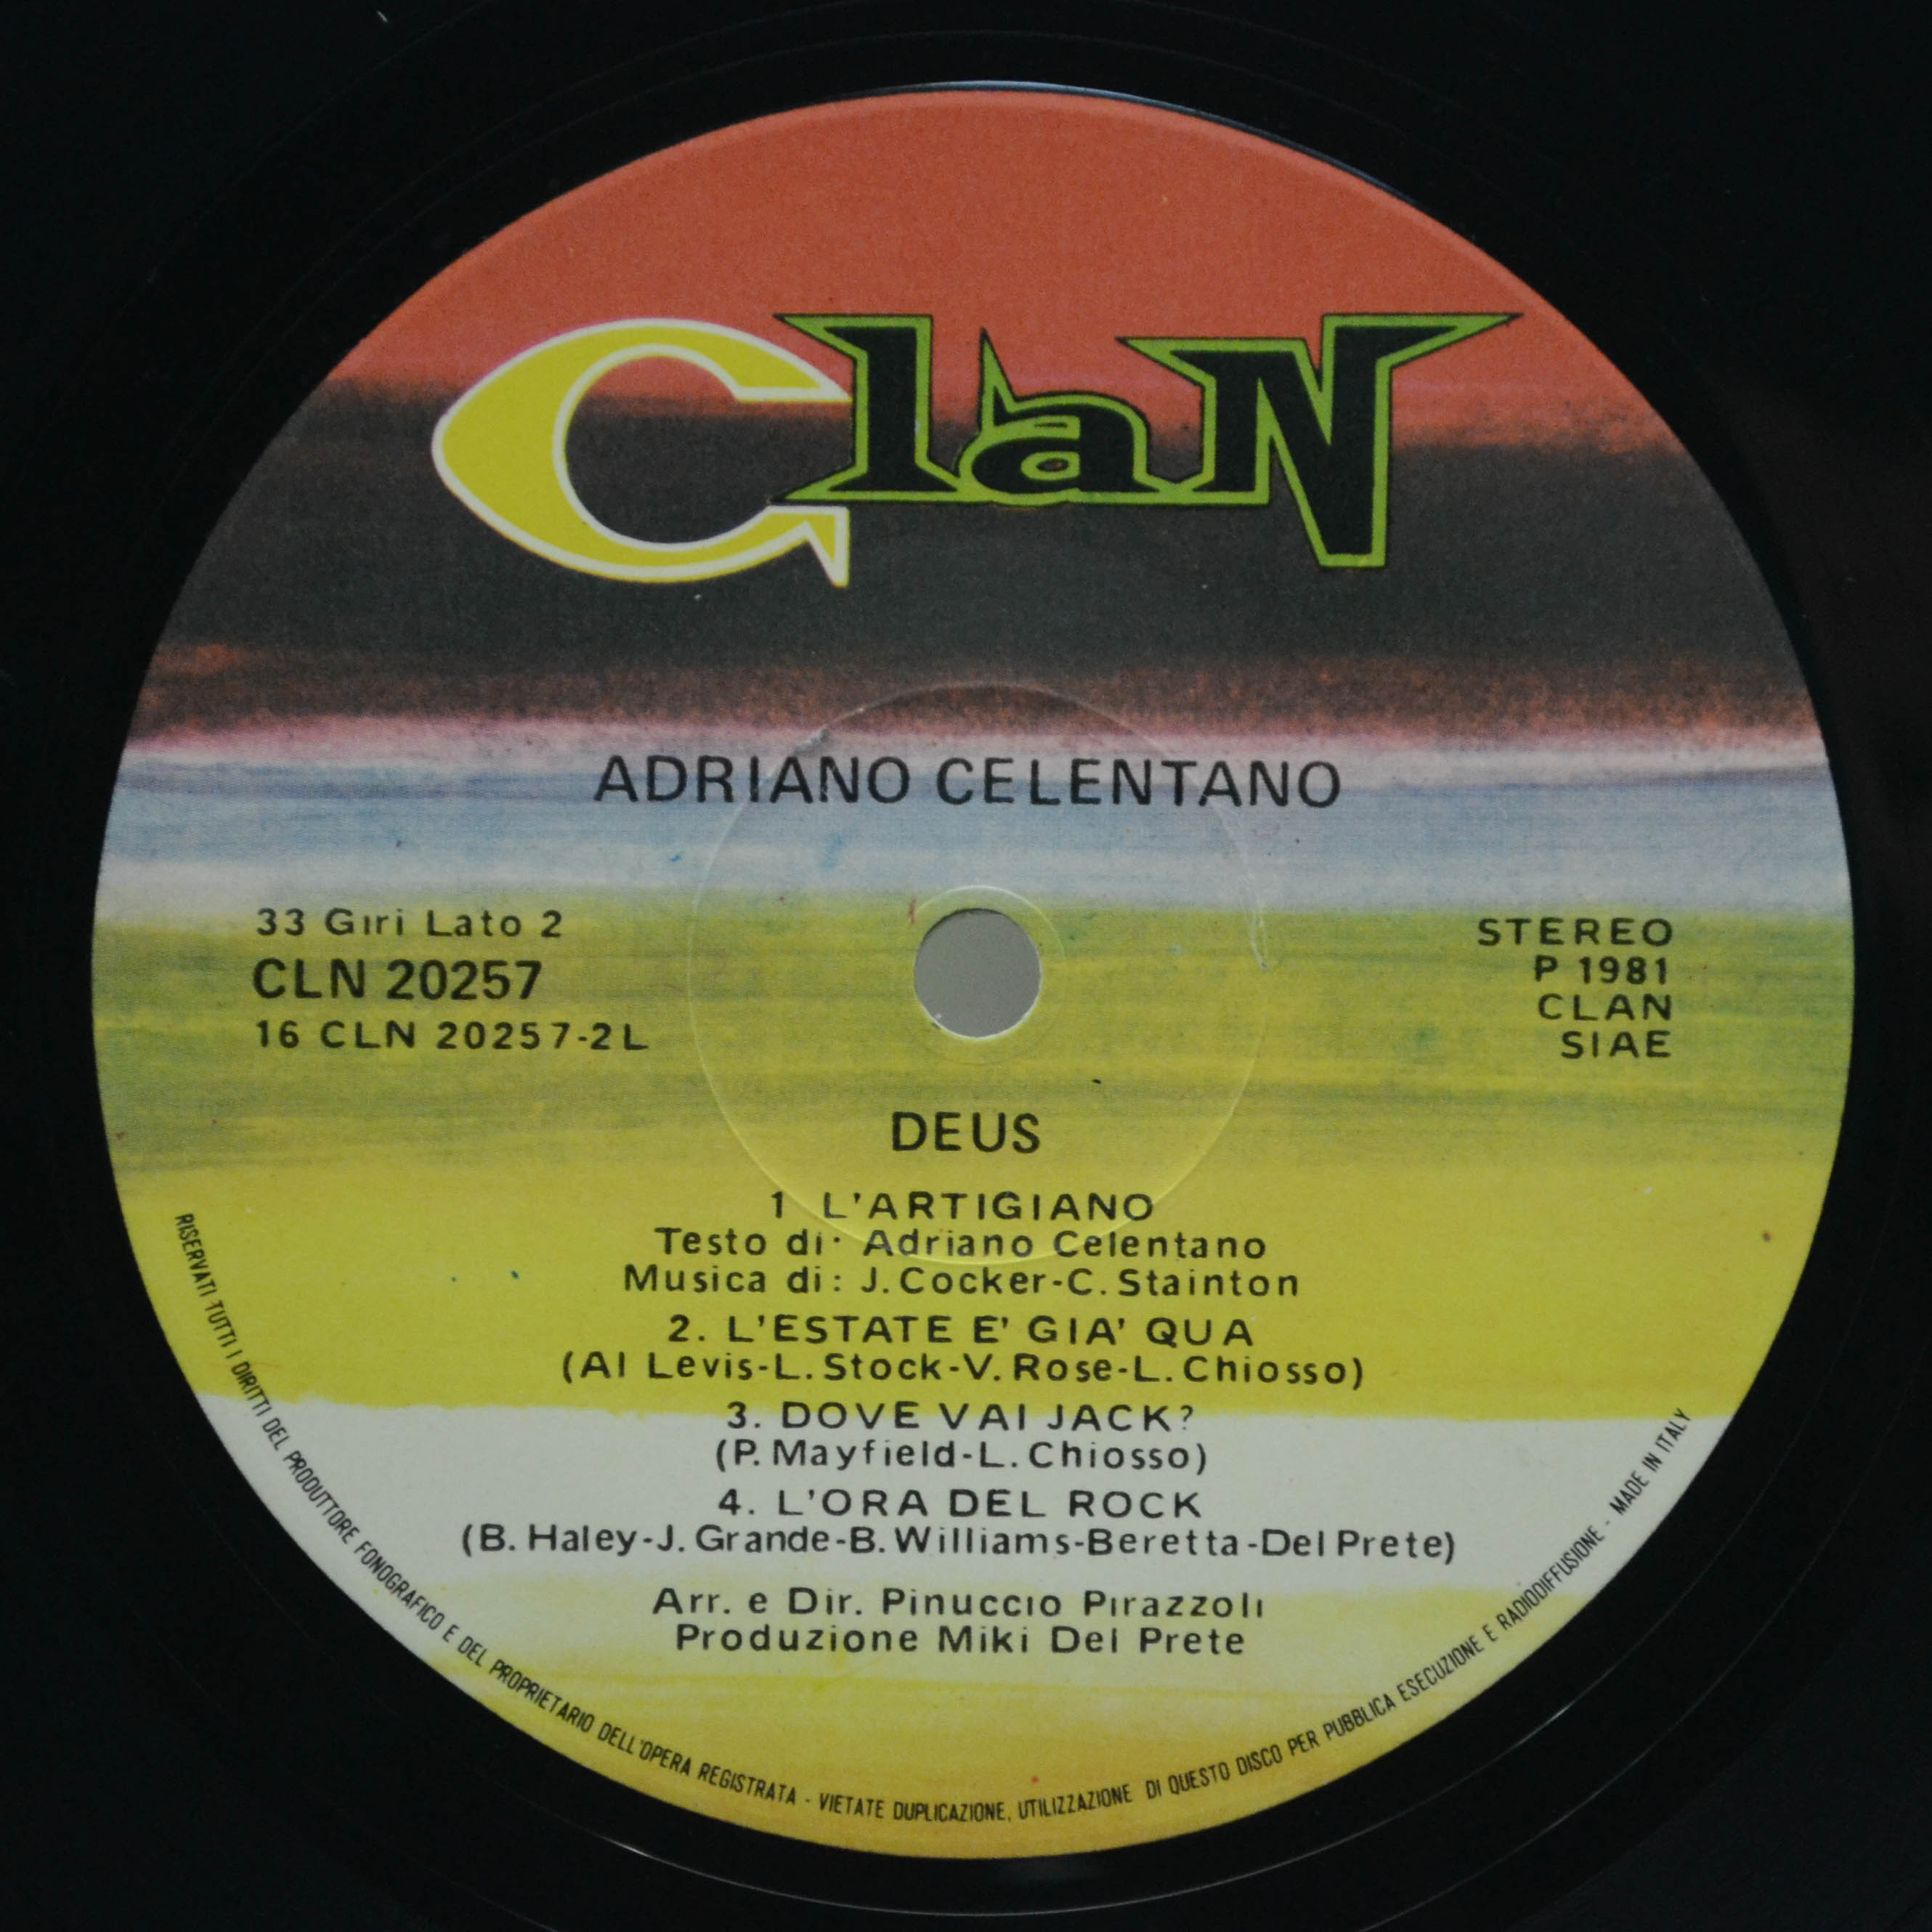 Clan
ADRIANO CELENTANO
33 Giri Lato 2
CLN 20257
16 CLN 20257-2L
STEREO
P 1981
CLAN
SIAE
DEUS
1 L'ARTIGIANO
Testo di· Adriano Celentano
Musica di: J. Cocker-C. Stainton
2. L'ESTATE E' GIA' QUA
(Al Levis-L. Stock-V. Rose-L. Chiosso)
3. DOVE VAI JACK?
(P. Mayfield-L. Chiosso)
4. L'ORA DEL ROCK
(B. Haley-J. Grande-B. Williams-Beretta-Del Prete)
Arr. e Dir. Pinuccio Pirazzoli
Produzione Miki Del Prete
RISERVATI TUTTI I DIRITTI DEL PRODUTTORE FONOGRAFICO E DEL PROPRIETARIO DELL'OPERA REGISTRATA - VIETATE DUPLICAZIONE, UTILIZZAZIONE DI QUESTO DISCO PER PUBBLICA ESECUZIONE E RADIODIFFUSIONE - MADE IN ITALY